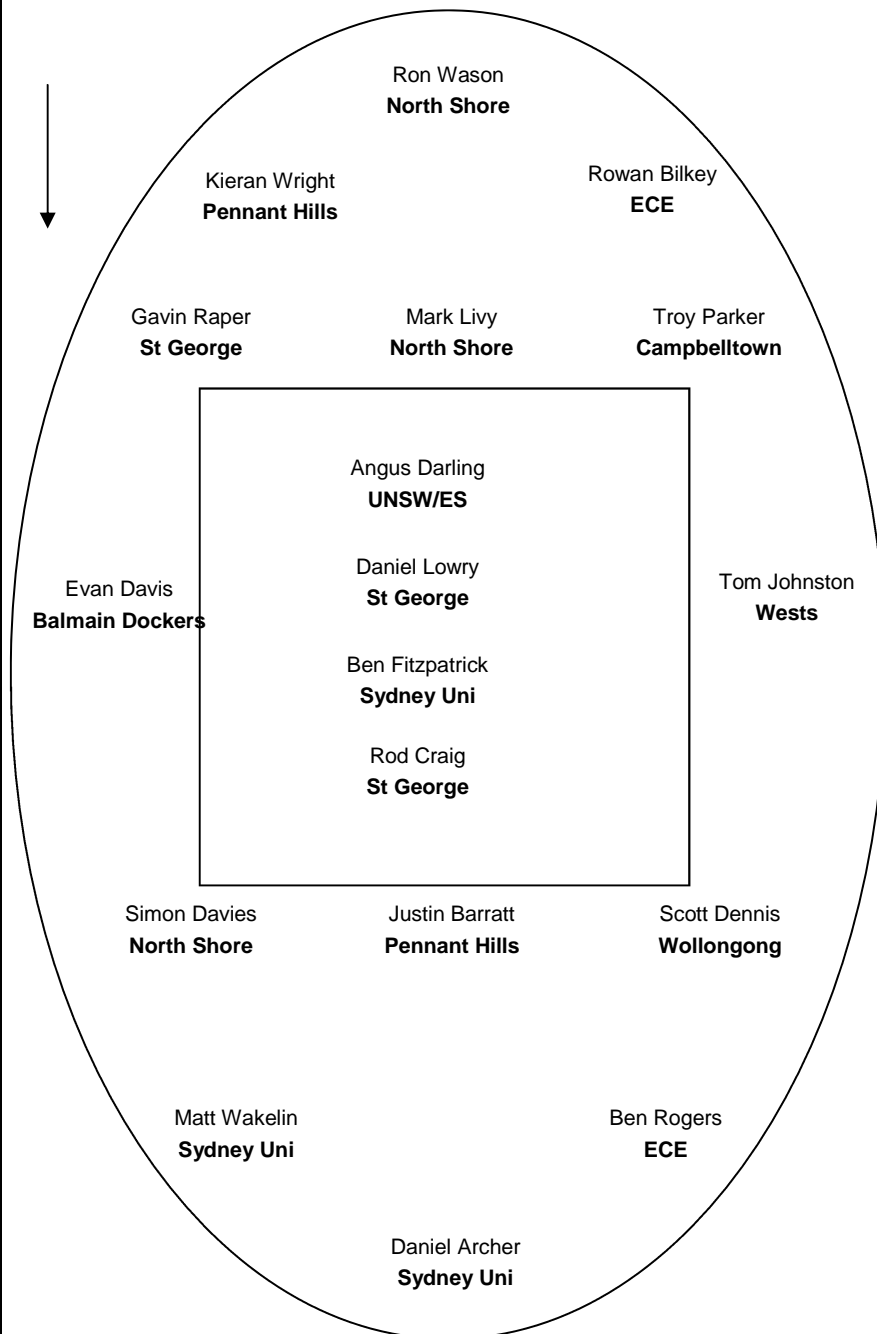 Ron Wason
North Shore
Kieran Wright
Pennant Hills
Rowan Bilkey
ECE
Gavin Raper
St George
Mark Livy
North Shore
Troy Parker
Campbelltown
Angus Darling
UNSW/ES
Daniel Lowry
St George
Evan Davis
Balmain Dockers
Tom Johnston
Wests
Ben Fitzpatrick
Sydney Uni
Rod Craig
St George
Simon Davies
North Shore
Justin Barratt
Pennant Hills
Scott Dennis
Wollongong
Matt Wakelin
Sydney Uni
Ben Rogers
ECE
Daniel Archer
Sydney Uni